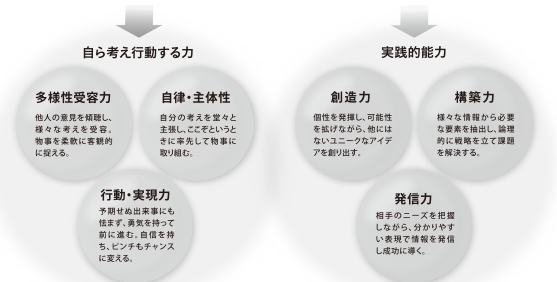 自ら考え行動する力
多様性受容力
他人の意見を傾聴し、
様々な考えを受容。
物事を柔軟に客観的
に捉える。
自律・主体性
自分の考えを堂々と
主張し、ここぞというと
きに率先して物事に
取り組む。
行動・実現力
予期せぬ出来事にも
怯まず、勇気を持って
前に進む。自信を持
ち、ピンチもチャンス
に変える。
実践的能力
創造力
個性を発揮し、可能性
を拡げながら、他には
ないユニークなアイデ
アを創り出す。
構築力
様々な情報から必要
な要素を抽出し、論理
的に戦略を立て課題
を解決する。
発信力
相手のニーズを把握
しながら、分かりやす
い表現で情報を発信
し成功に導く。